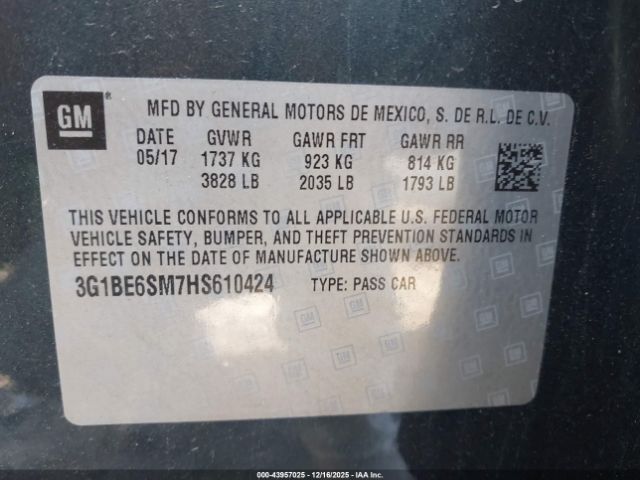 GM ® MFD BY GENERAL MOTORS DE MEXICO, S. DE R.L. DE C.V.
DATE GVWR GAWR FRT GAWR RR
05/17 1737 KG 923 KG 814 KG
3828 LB 2035 LB 1793 LB
THIS VEHICLE CONFORMS TO ALL APPLICABLE U.S. FEDERAL MOTOR
VEHICLE SAFETY, BUMPER, AND THEFT PREVENTION STANDARDS IN
EFFECT ON THE DATE OF MANUFACTURE SHOWN ABOVE.
3G1BE6SM7HS610424 TYPE: PASS CAR
000-43957025 - 12/16/2025 - IAA Inc.